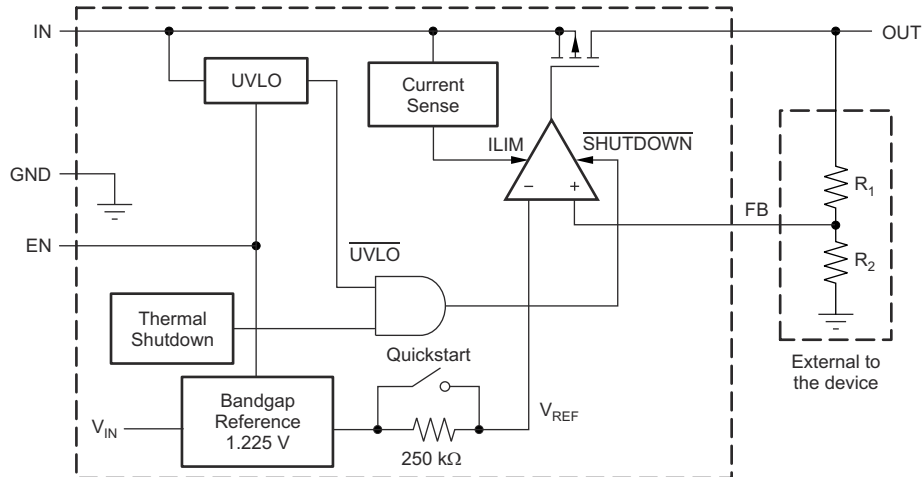 IN
OUT
UVLO
Current
Sense
ILIM
SHUTDOWN
GND
R1
−
+
FB
EN
UVLO
R2
Thermal
Shutdown
Quickstart
External to
the device
Bandgap
Reference
1.225 V
VIN
VREF
250 kΩ